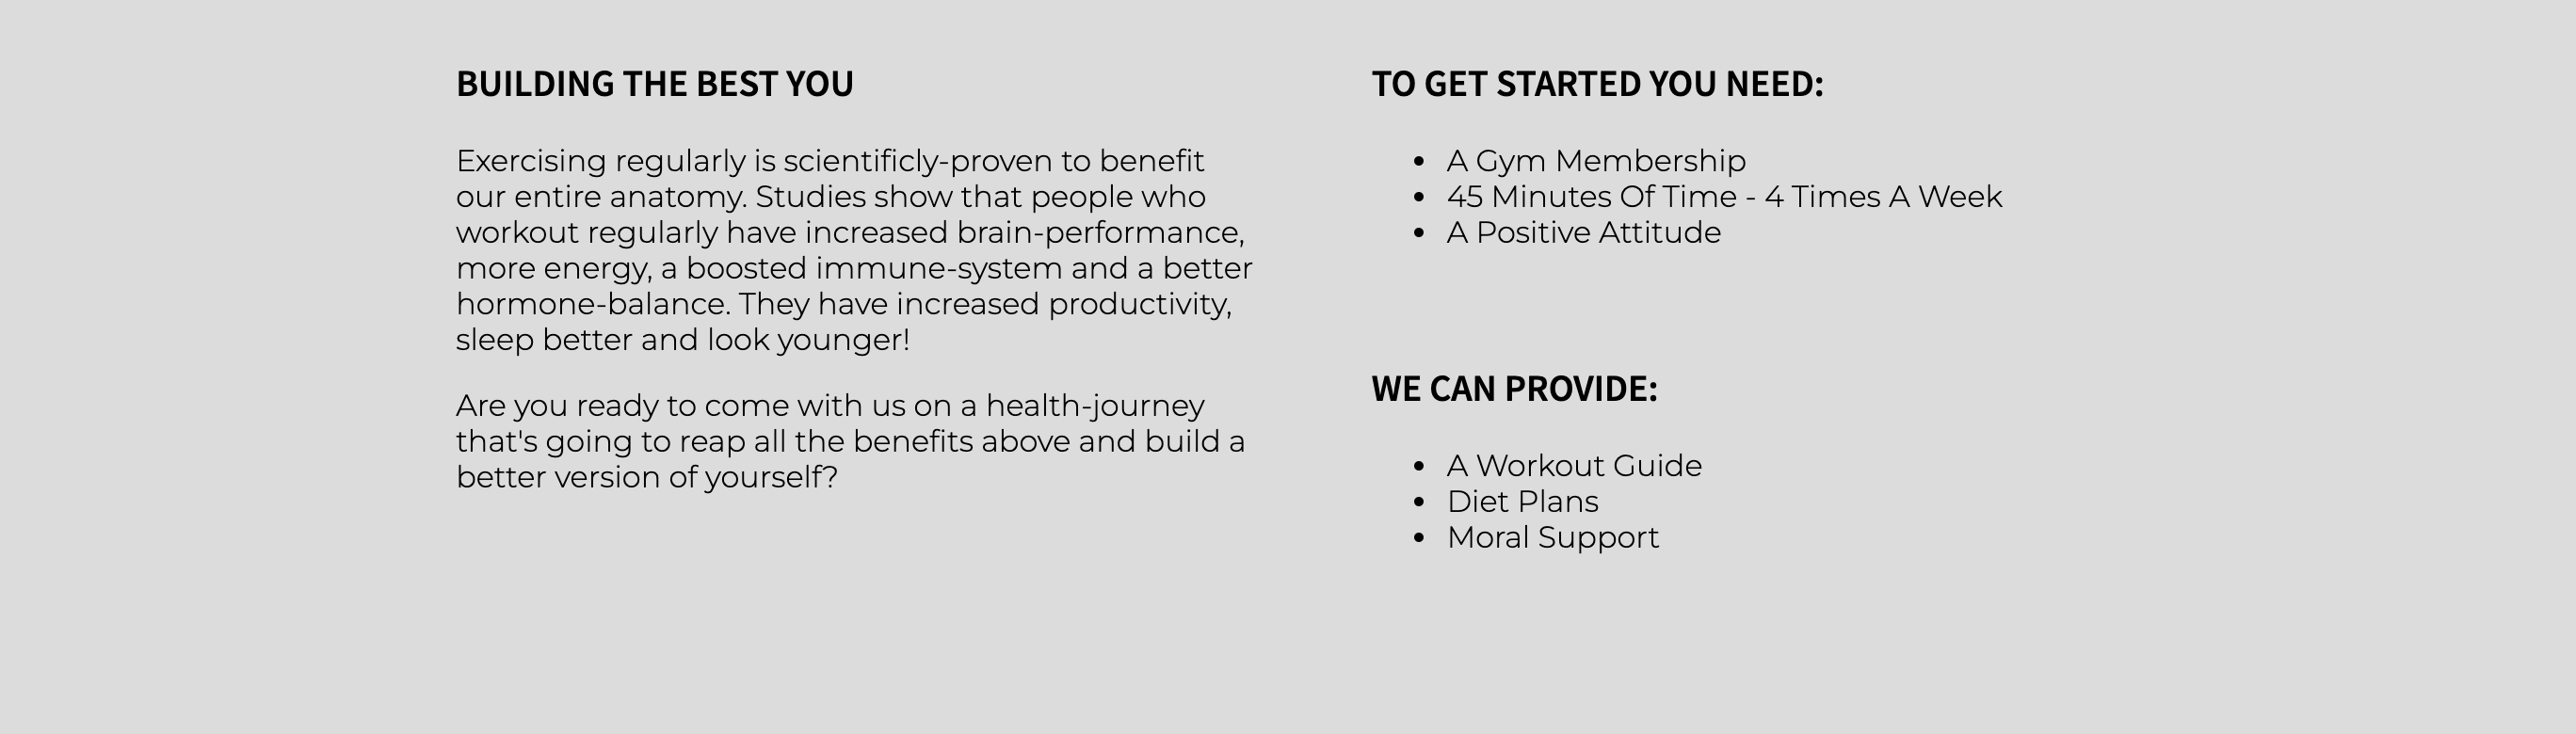 BUILDING THE BEST YOU
Exercising regularly is scientificly-proven to benefit
our entire anatomy. Studies show that people who
workout regularly have increased brain-performance,
more energy, a boosted immune-system and a better
hormone-balance. They have increased productivity,
sleep better and look younger!
Are you ready to come with us on a health-journey
that's going to reap all the benefits above and build a
better version of yourself?
TO GET STARTED YOU NEED:
• A Gym Membership
• 45 Minutes Of Time - 4 Times A Week
• A Positive Attitude
WE CAN PROVIDE:
• A Workout Guide
• Diet Plans
• Moral Support